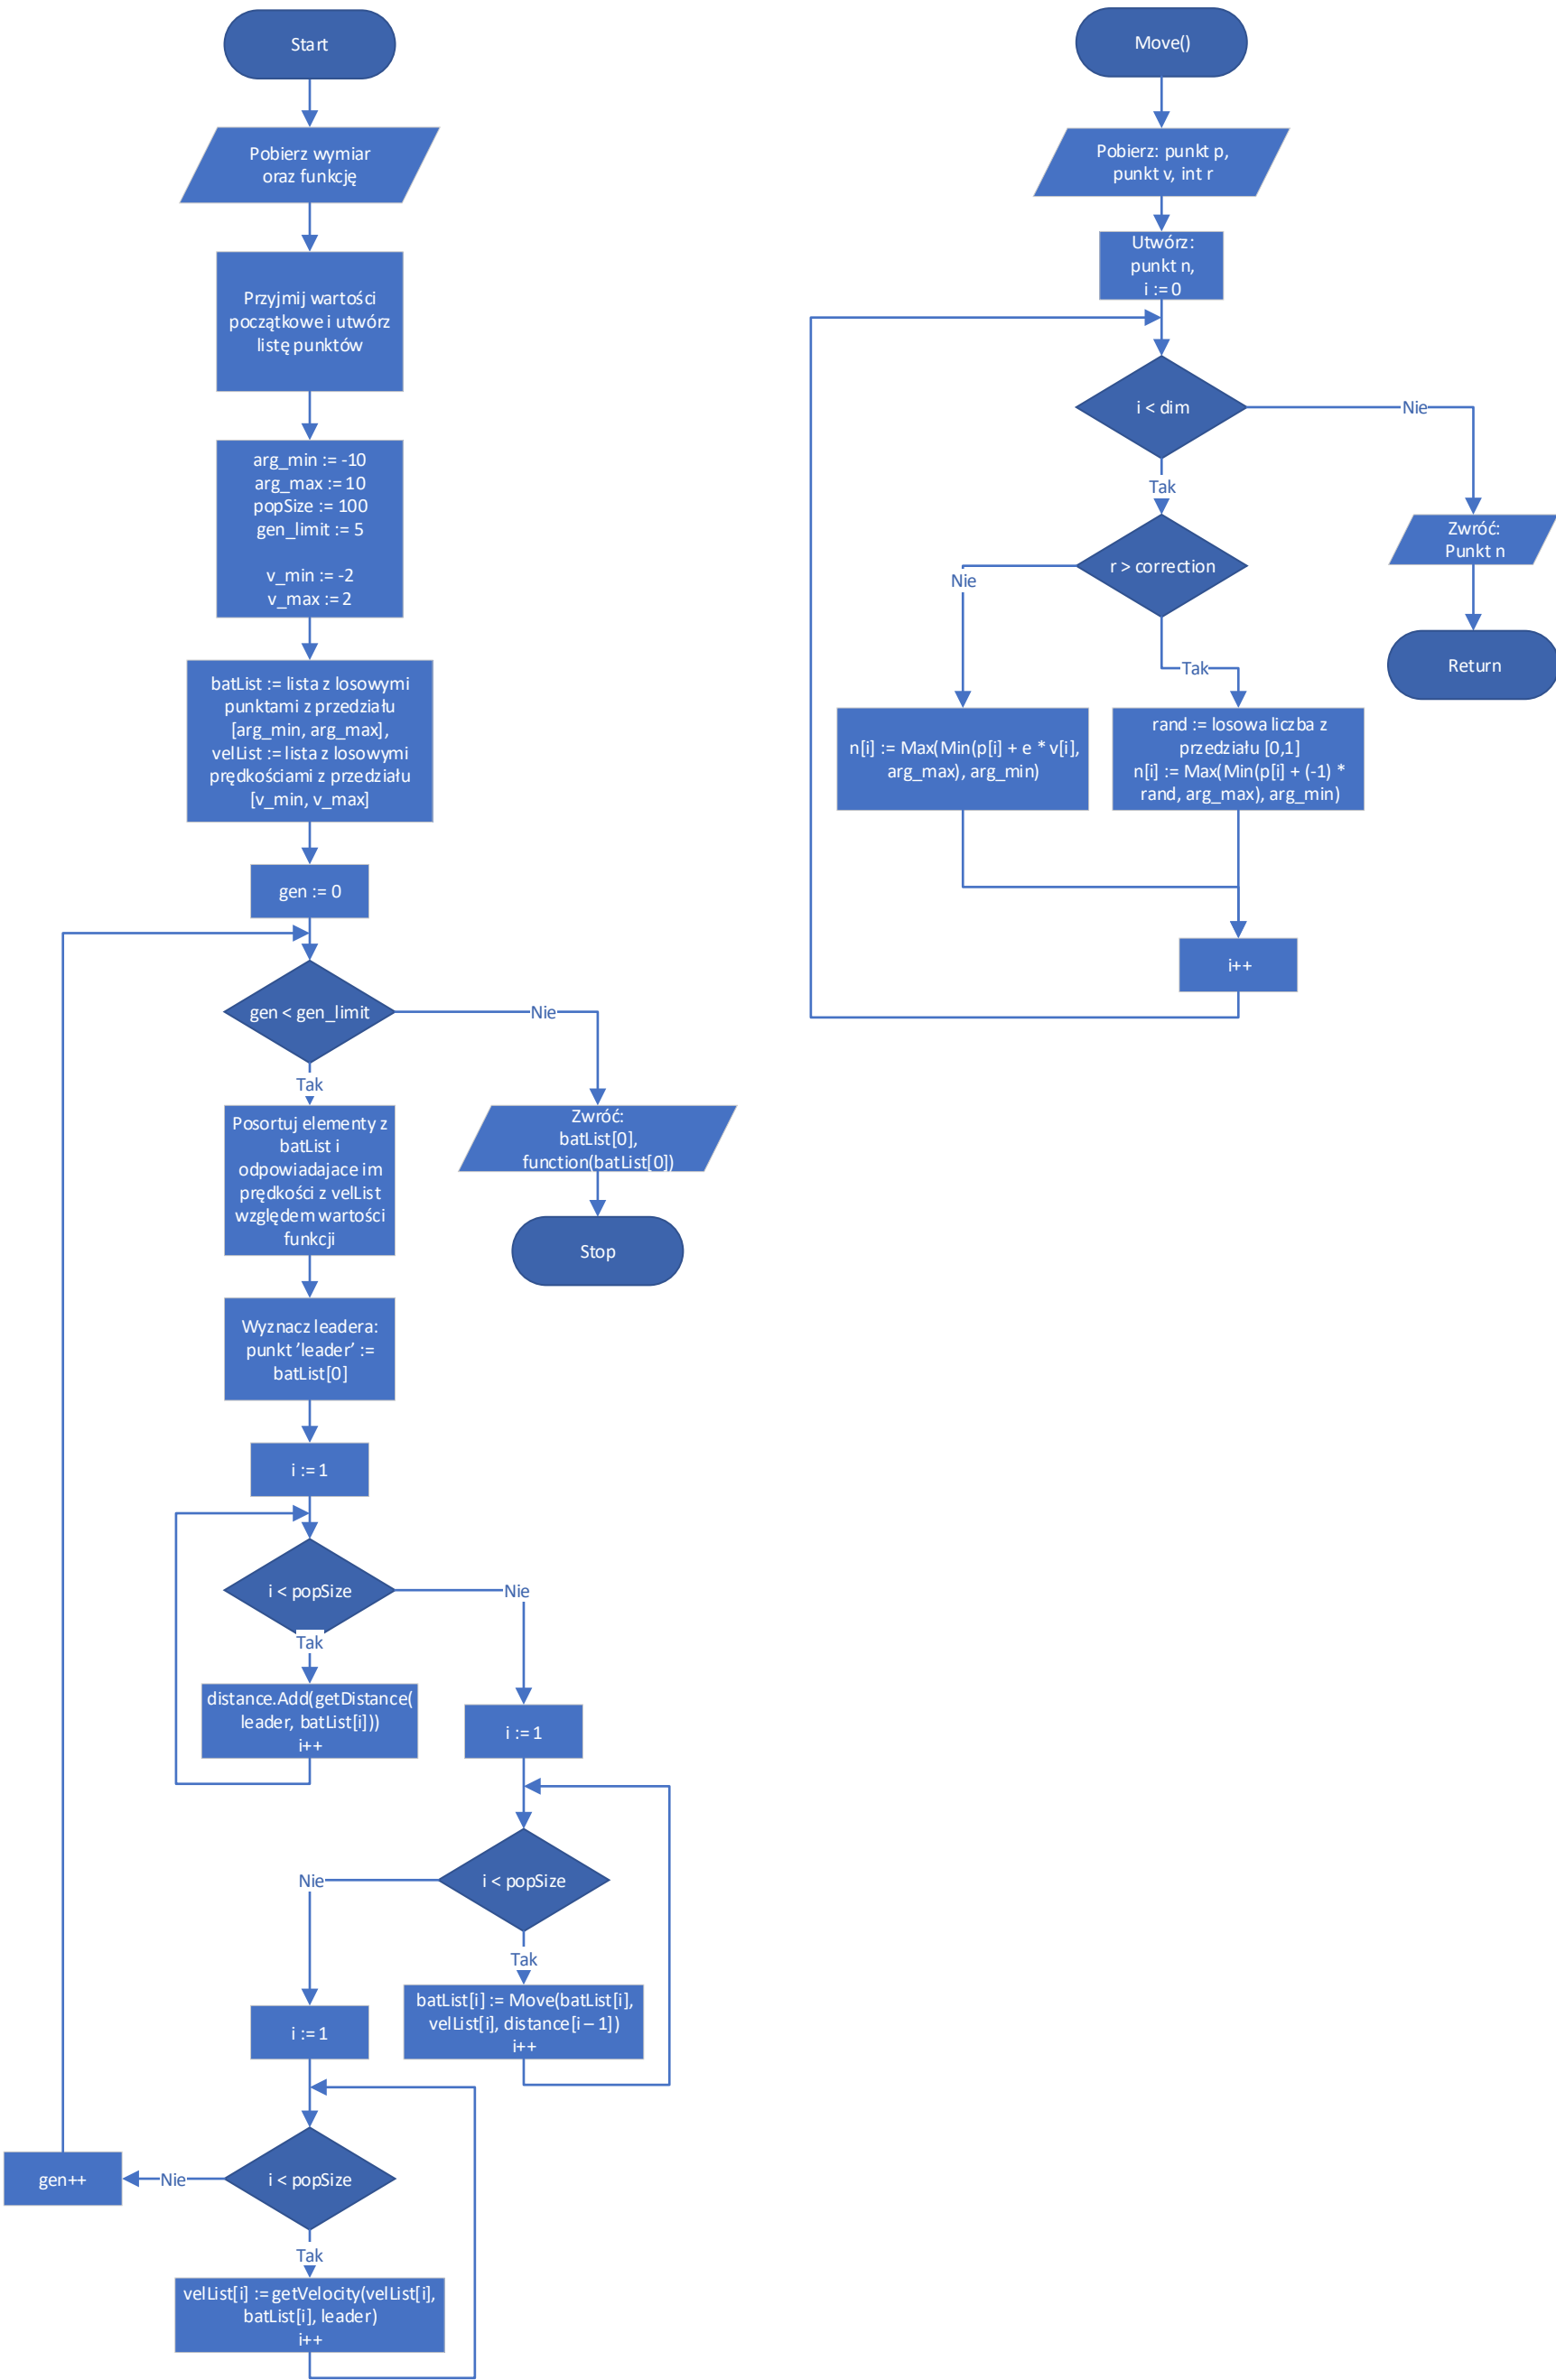 Start
Pobierz wymiar
oraz funkcję
Przyjmij wartości
początkowe i utwórz
listę punktów
arg_min := -10
arg_max := 10
popSize := 100
gen_limit := 5
v_min := -2
v_max := 2
batList := lista z losowymi
punktami z przedziału
[arg_min, arg_max],
velList := lista z losowymi
prędkościami z przedziału
[v_min, v_max]
gen := 0
gen < gen_limit
Nie
Tak
Zwróć:
batList[0],
function(batList[0])
Stop
Posortuj elementy z
batList i
odpowiadajace im
prędkości z velList
względem wartości
funkcji
Wyznacz leadera:
punkt ’leader’ :=
batList[0]
i := 1
i < popSize
Nie
Tak
distance.Add(getDistance(
leader, batList[i]))
i++
i := 1
i < popSize
Nie
Tak
batList[i] := Move(batList[i],
velList[i], distance[i – 1])
i++
i := 1
i < popSize
Nie
gen++
Tak
velList[i] := getVelocity(velList[i],
batList[i], leader)
i++
Move()
Pobierz: punkt p,
punkt v, int r
Utwórz:
punkt n,
i := 0
i < dim
Nie
Tak
Zwróć:
Punkt n
Return
r > correction
Nie
Tak
n[i] := Max(Min(p[i] + e * v[i],
arg_max), arg_min)
rand := losowa liczba z
przedziału [0,1]
n[i] := Max(Min(p[i] + (-1) *
rand, arg_max), arg_min)
i++